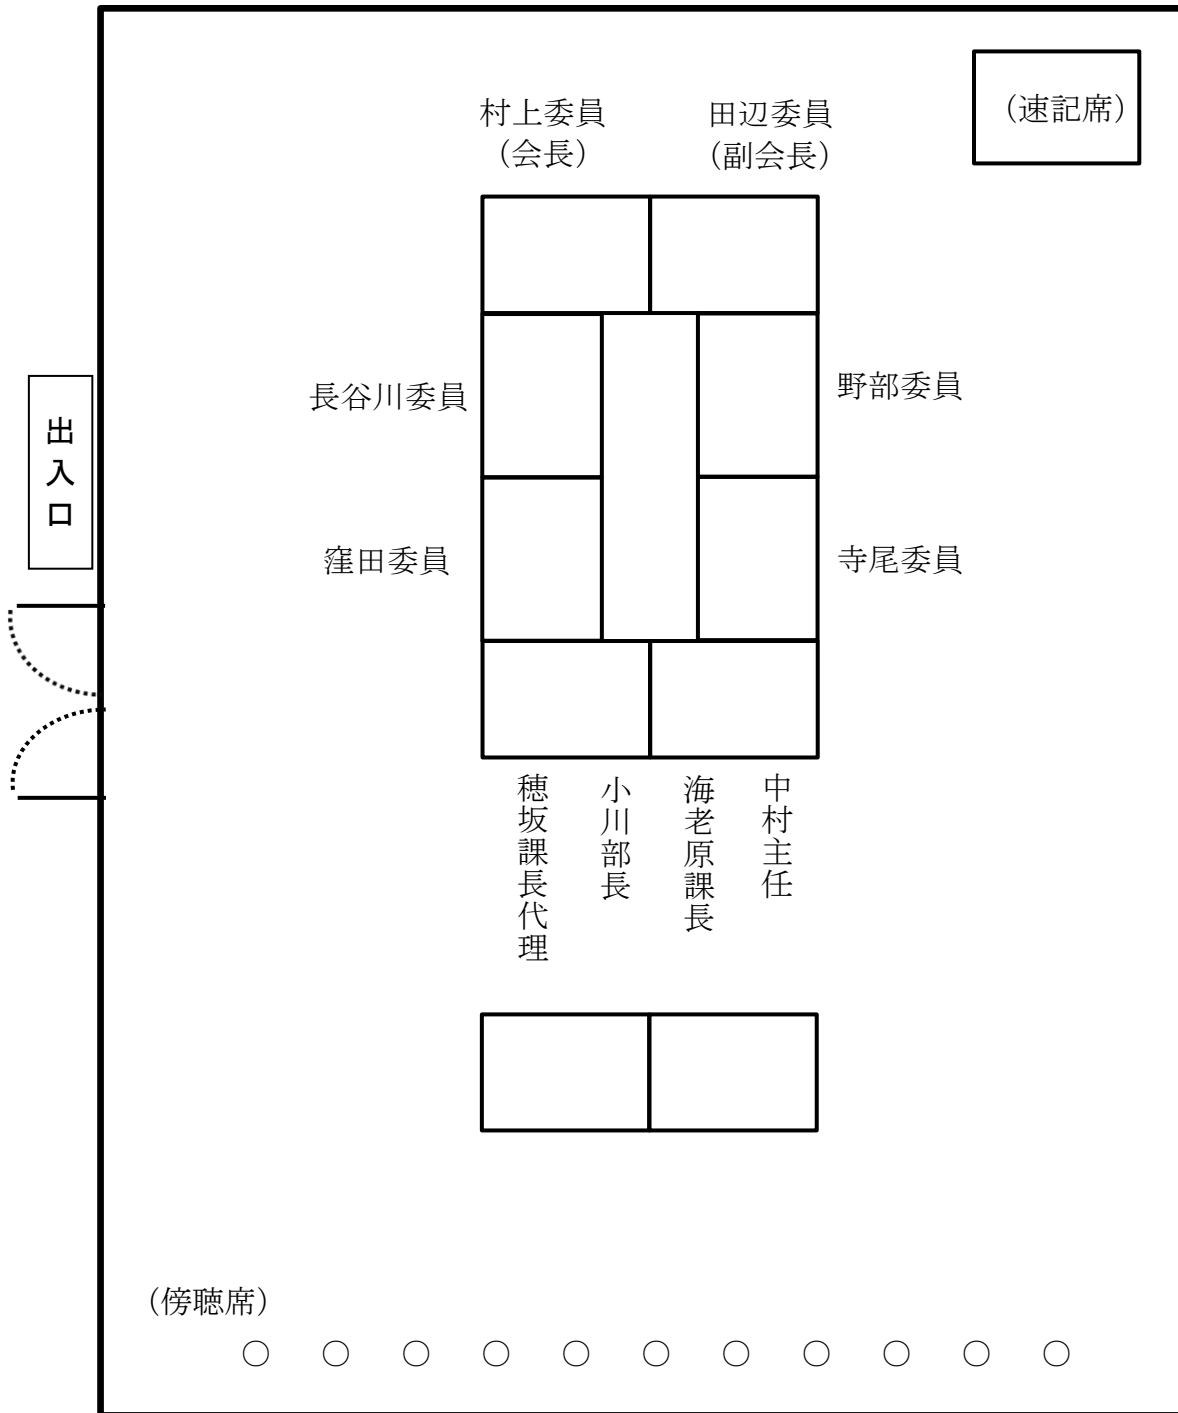 （速記席）
村上委員
（会長）
田辺委員
（副会長）
長谷川委員
野部委員
出入口
窪田委員
寺尾委員
穂坂課長代理
小川部長
海老原課長
中村主任
（傍聴席）
○ ○ ○ ○ ○ ○ ○ ○ ○ ○ ○